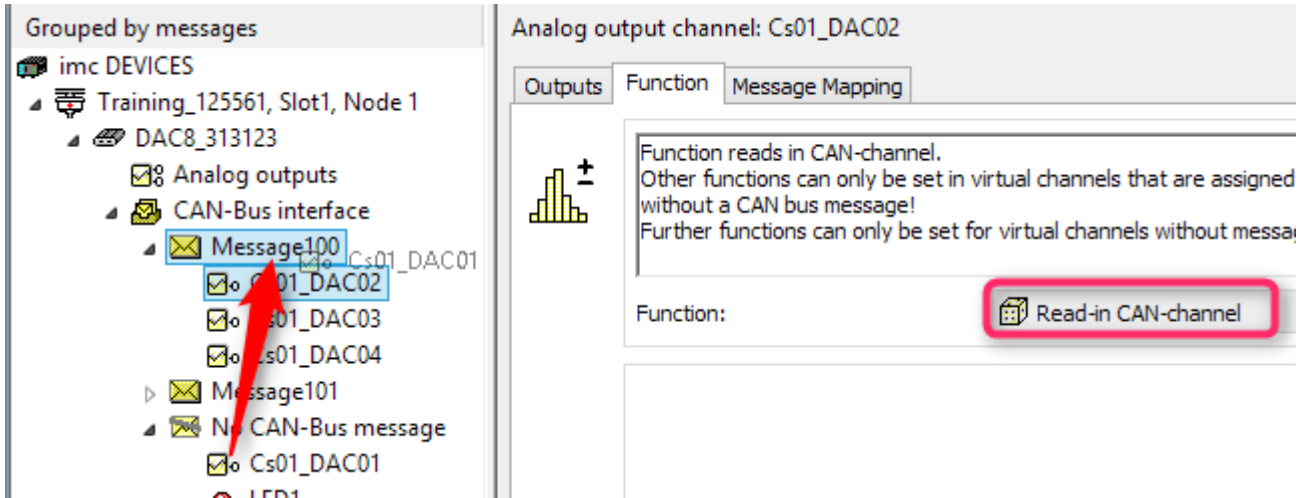 Grouped by messages
imc DEVICES
Training_125561, Slot1, Node 1
DAC8_313123
Analog outputs
CAN-Bus interface
Message100
Cs01_DAC01
Cs01_DAC02
Cs01_DAC03
Cs01_DAC04
Message101
No CAN-Bus message
Cs01_DAC01
LED1
Analog output channel: Cs01_DAC02
Outputs
Function
Message Mapping
Function reads in CAN-channel.
Other functions can only be set in virtual channels that are assigned
without a CAN bus message!
Further functions can only be set for virtual channels without messag
Function:
Read-in CAN-channel